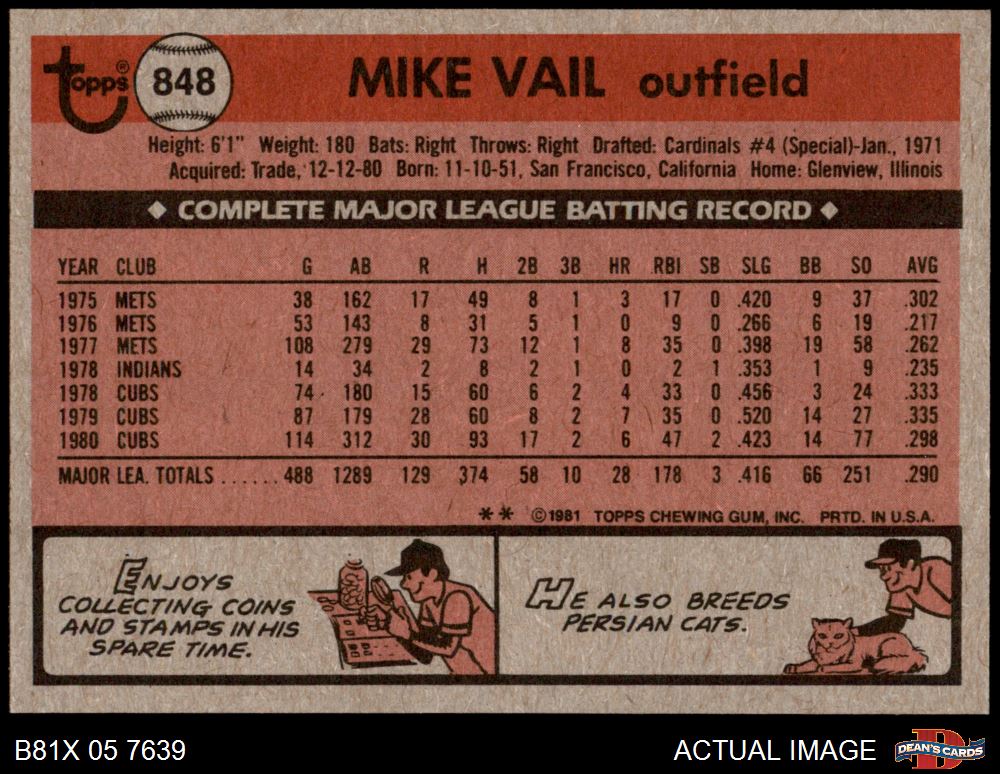 Topps® 848 MIKE VAIL outfield
Height: 6'1" Weight: 180 Bats: Right Throws: Right Drafted: Cardinals #4 (Special)-Jan., 1971
Acquired: Trade, 12-12-80 Born: 11-10-51, San Francisco, California Home: Glenview, Illinois
◆ COMPLETE MAJOR LEAGUE BATTING RECORD ◆
YEAR CLUB G AB R H 2B 3B HR RBI SB SLG BB SO AVG
1975 METS 38 162 17 49 8 1 3 17 0 .420 9 37 .302
1976 METS 53 143 8 31 5 1 0 9 0 .266 6 19 .217
1977 METS 108 279 29 73 12 1 8 35 0 .398 19 58 .262
1978 INDIANS 14 34 2 8 2 1 0 2 1 .353 1 9 .235
1978 CUBS 74 180 15 60 6 2 4 33 0 .456 3 24 .333
1979 CUBS 87 179 28 60 8 2 7 35 0 .520 14 27 .335
1980 CUBS 114 312 30 93 17 2 6 47 2 .423 14 77 .298
MAJOR LEA. TOTALS ...... 488 1289 129 374 58 10 28 178 3 .416 66 251 .290
** ©1981 TOPPS CHEWING GUM, INC. PRTD. IN U.S.A.
ENJOYS
COLLECTING COINS
AND STAMPS IN HIS
SPARE TIME.
HE ALSO BREEDS
PERSIAN CATS.
B81X 05 7639 ACTUAL IMAGE DEAN'S CARDS